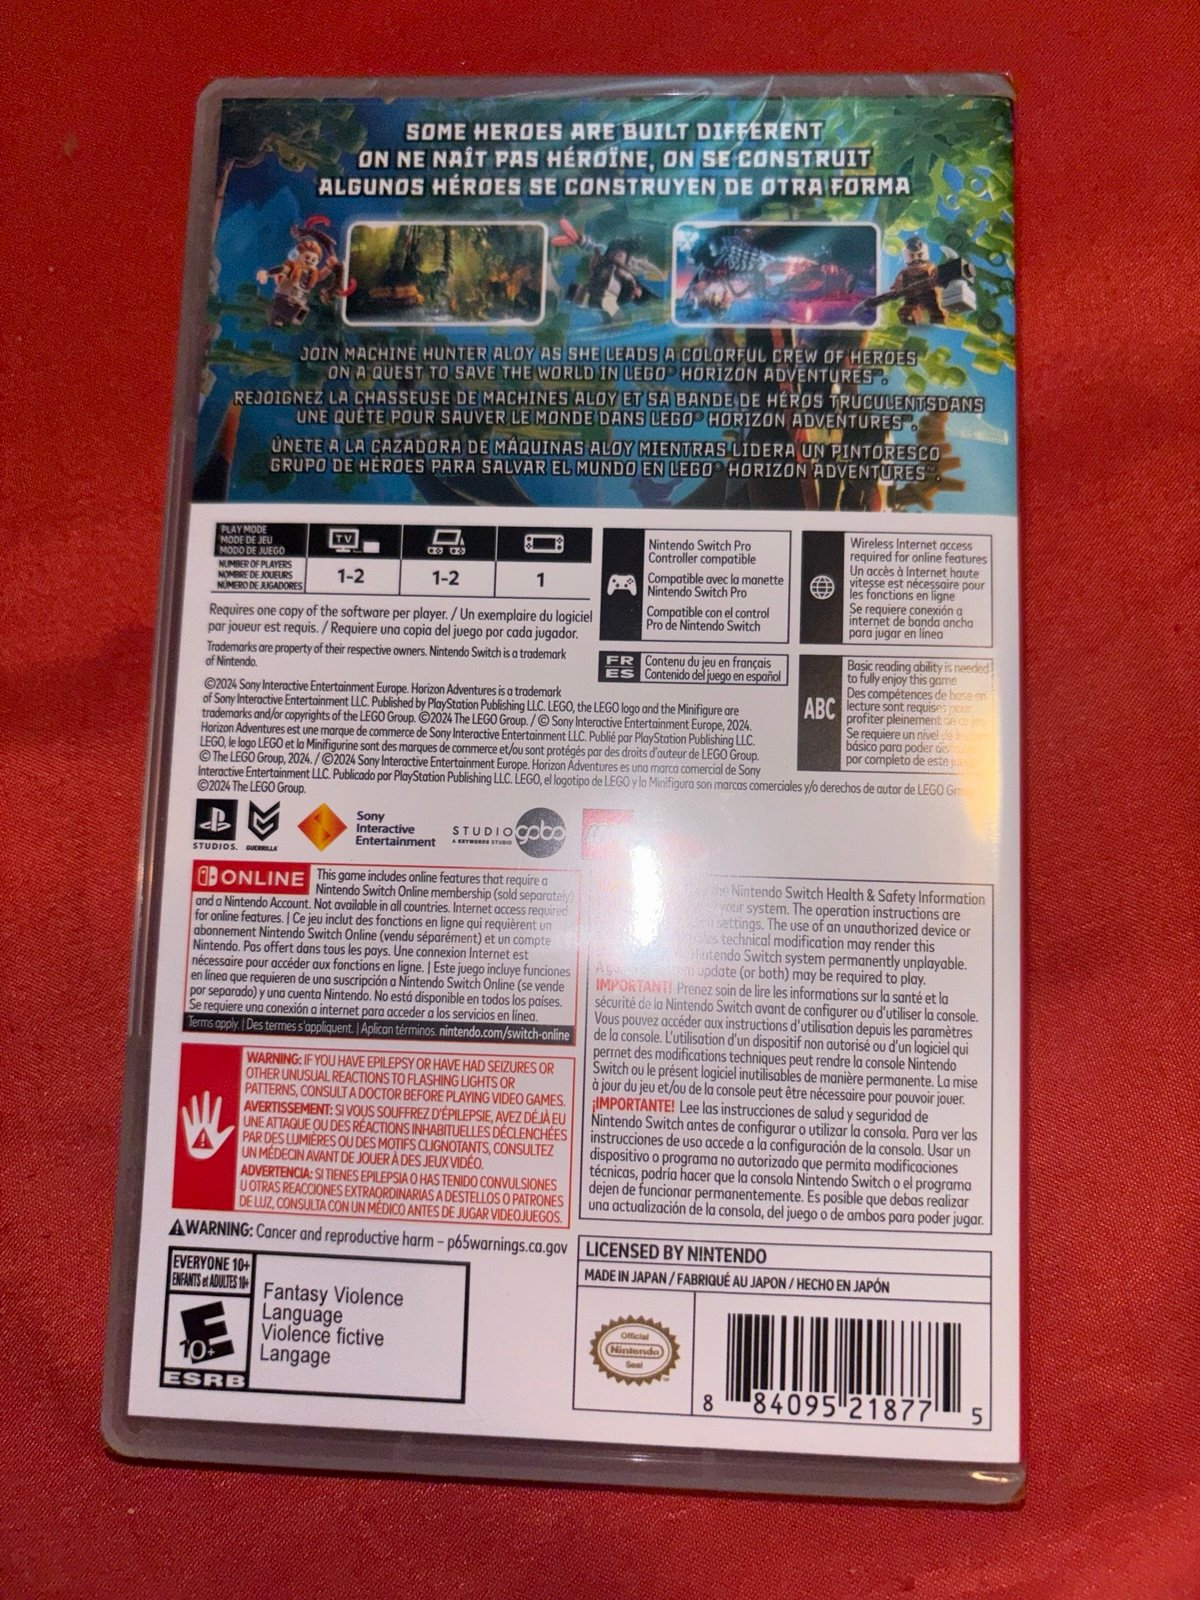 SOME HEROES ARE BUILT DIFFERENT
ON NE NAÎT PAS HÉROÏNE, ON SE CONSTRUIT
ALGUNOS HÉROES SE CONSTRUYEN DE OTRA FORMA
JOIN MACHINE HUNTER ALOY AS SHE LEADS A COLORFUL CREW OF HEROES
ON A QUEST TO SAVE THE WORLD IN LEGO® HORIZON ADVENTURES™.
REJOIGNEZ LA CHASSEUSE DE MACHINES ALOY ET SA BANDE DE HÉROS TRUCULENTSDANS
UNE QUÊTE POUR SAUVER LE MONDE DANS LEGO® HORIZON ADVENTURES™.
ÚNETE A LA CAZADORA DE MÁQUINAS ALOY MIENTRAS LIDERA UN PINTORESCO
GRUPO DE HÉROES PARA SALVAR EL MUNDO EN LEGO® HORIZON ADVENTURES™.
PLAY MODE
MODE DE JEU
MODO DE JUEGO
TV
NUMBER OF PLAYERS
NOMBRE DE JOUEURS
NÚMERO DE JUGADORES
1-2
1-2
1
Nintendo Switch Pro
Controller compatible
Compatible avec la manette
Nintendo Switch Pro
Compatible con el control
Pro de Nintendo Switch
Wireless Internet access
required for online features
Un accès à Internet haute
vitesse est nécessaire pour
les fonctions en ligne
Se requiere conexión a
internet de banda ancha
para jugar en línea
Requires one copy of the software per player. / Un exemplaire du logiciel
par joueur est requis. / Requiere una copia del juego por cada jugador.
Trademarks are property of their respective owners. Nintendo Switch is a trademark
of Nintendo.
FR
ES
Contenu du jeu en français
Contenido del juego en español
ABC
Basic reading ability is needed
to fully enjoy this game
Des compétences de base en
lecture sont requises pour
profiter pleinement de ce jeu
Se requiere un nivel de lectura
básico para poder disfrutar
por completo de este juego
©2024 Sony Interactive Entertainment Europe. Horizon Adventures is a trademark
of Sony Interactive Entertainment LLC. Published by PlayStation Publishing LLC. LEGO, the LEGO logo and the Minifigure are
trademarks and/or copyrights of the LEGO Group. ©2024 The LEGO Group. / © Sony Interactive Entertainment Europe, 2024.
Horizon Adventures est une marque de commerce de Sony Interactive Entertainment LLC. Publié par PlayStation Publishing LLC.
LEGO, le logo LEGO et la Minifigurine sont des marques de commerce et/ou sont protégés par des droits d'auteur de LEGO Group.
© The LEGO Group, 2024. / ©2024 Sony Interactive Entertainment Europe. Horizon Adventures es una marca comercial de Sony
Interactive Entertainment LLC. Publicado por PlayStation Publishing LLC. LEGO, el logotipo de LEGO y la Minifigura son marcas comerciales y/o derechos de autor de LEGO Group.
©2024 The LEGO Group.
STUDIOS.
GUERRILLA
Sony
Interactive
Entertainment
STUDIO gobo
A KEYWORDS STUDIO
ONLINE
This game includes online features that require a
Nintendo Switch Online membership (sold separately)
and a Nintendo Account. Not available in all countries. Internet access required
for online features. | Ce jeu inclut des fonctions en ligne qui requièrent un
abonnement Nintendo Switch Online (vendu séparément) et un compte
Nintendo. Pas offert dans tous les pays. Une connexion Internet est
nécessaire pour accéder aux fonctions en ligne. | Este juego incluye funciones
en línea que requieren de una suscripción a Nintendo Switch Online (se vende
por separado) y una cuenta Nintendo. No está disponible en todos los países.
Se requiere una conexión a internet para acceder a los servicios en línea.
Terms apply. | Des termes s'appliquent. | Aplican términos. nintendo.com/switch-online
WARNING: IF YOU HAVE EPILEPSY OR HAVE HAD SEIZURES OR
OTHER UNUSUAL REACTIONS TO FLASHING LIGHTS OR
PATTERNS, CONSULT A DOCTOR BEFORE PLAYING VIDEO GAMES.
AVERTISSEMENT: SI VOUS SOUFFREZ D'ÉPILEPSIE, AVEZ DÉJÀ EU
UNE ATTAQUE OU DES RÉACTIONS INHABITUELLES DÉCLENCHÉES
PAR DES LUMIÈRES OU DES MOTIFS CLIGNOTANTS, CONSULTEZ
UN MÉDECIN AVANT DE JOUER À DES JEUX VIDÉO.
ADVERTENCIA: SI TIENES EPILEPSIA O HAS TENIDO CONVULSIONES
U OTRAS REACCIONES EXTRAORDINARIAS A DESTELLOS O PATRONES
DE LUZ, CONSULTA CON UN MÉDICO ANTES DE JUGAR VIDEOJUEGOS.
WARNING: Cancer and reproductive harm – p65warnings.ca.gov
EVERYONE 10+
ENFANTS et ADULTES 10+
E
10+
ESRB
Fantasy Violence
Language
Violence fictive
Langage
the Nintendo Switch Health & Safety Information
your system. The operation instructions are
settings. The use of an unauthorized device or
technical modification may render this
Nintendo Switch system permanently unplayable.
update (or both) may be required to play.
IMPORTANT! Prenez soin de lire les informations sur la santé et la
sécurité de la Nintendo Switch avant de configurer ou d'utiliser la console.
Vous pouvez accéder aux instructions d'utilisation depuis les paramètres
de la console. L'utilisation d'un dispositif non autorisé ou d'un logiciel qui
permet des modifications techniques peut rendre la console Nintendo
Switch ou le présent logiciel inutilisables de manière permanente. La mise
à jour du jeu et/ou de la console peut être nécessaire pour pouvoir jouer.
¡IMPORTANTE! Lee las instrucciones de salud y seguridad de
Nintendo Switch antes de configurar o utilizar la consola. Para ver las
instrucciones de uso accede a la configuración de la consola. Usar un
dispositivo o programa no autorizado que permita modificaciones
técnicas, podría hacer que la consola Nintendo Switch o el programa
dejen de funcionar permanentemente. Es posible que debas realizar
una actualización de la consola, del juego o de ambos para poder jugar.
LICENSED BY NINTENDO
MADE IN JAPAN / FABRIQUÉ AU JAPON / HECHO EN JAPÓN
Official
Nintendo
Seal
8 84095 21877 5